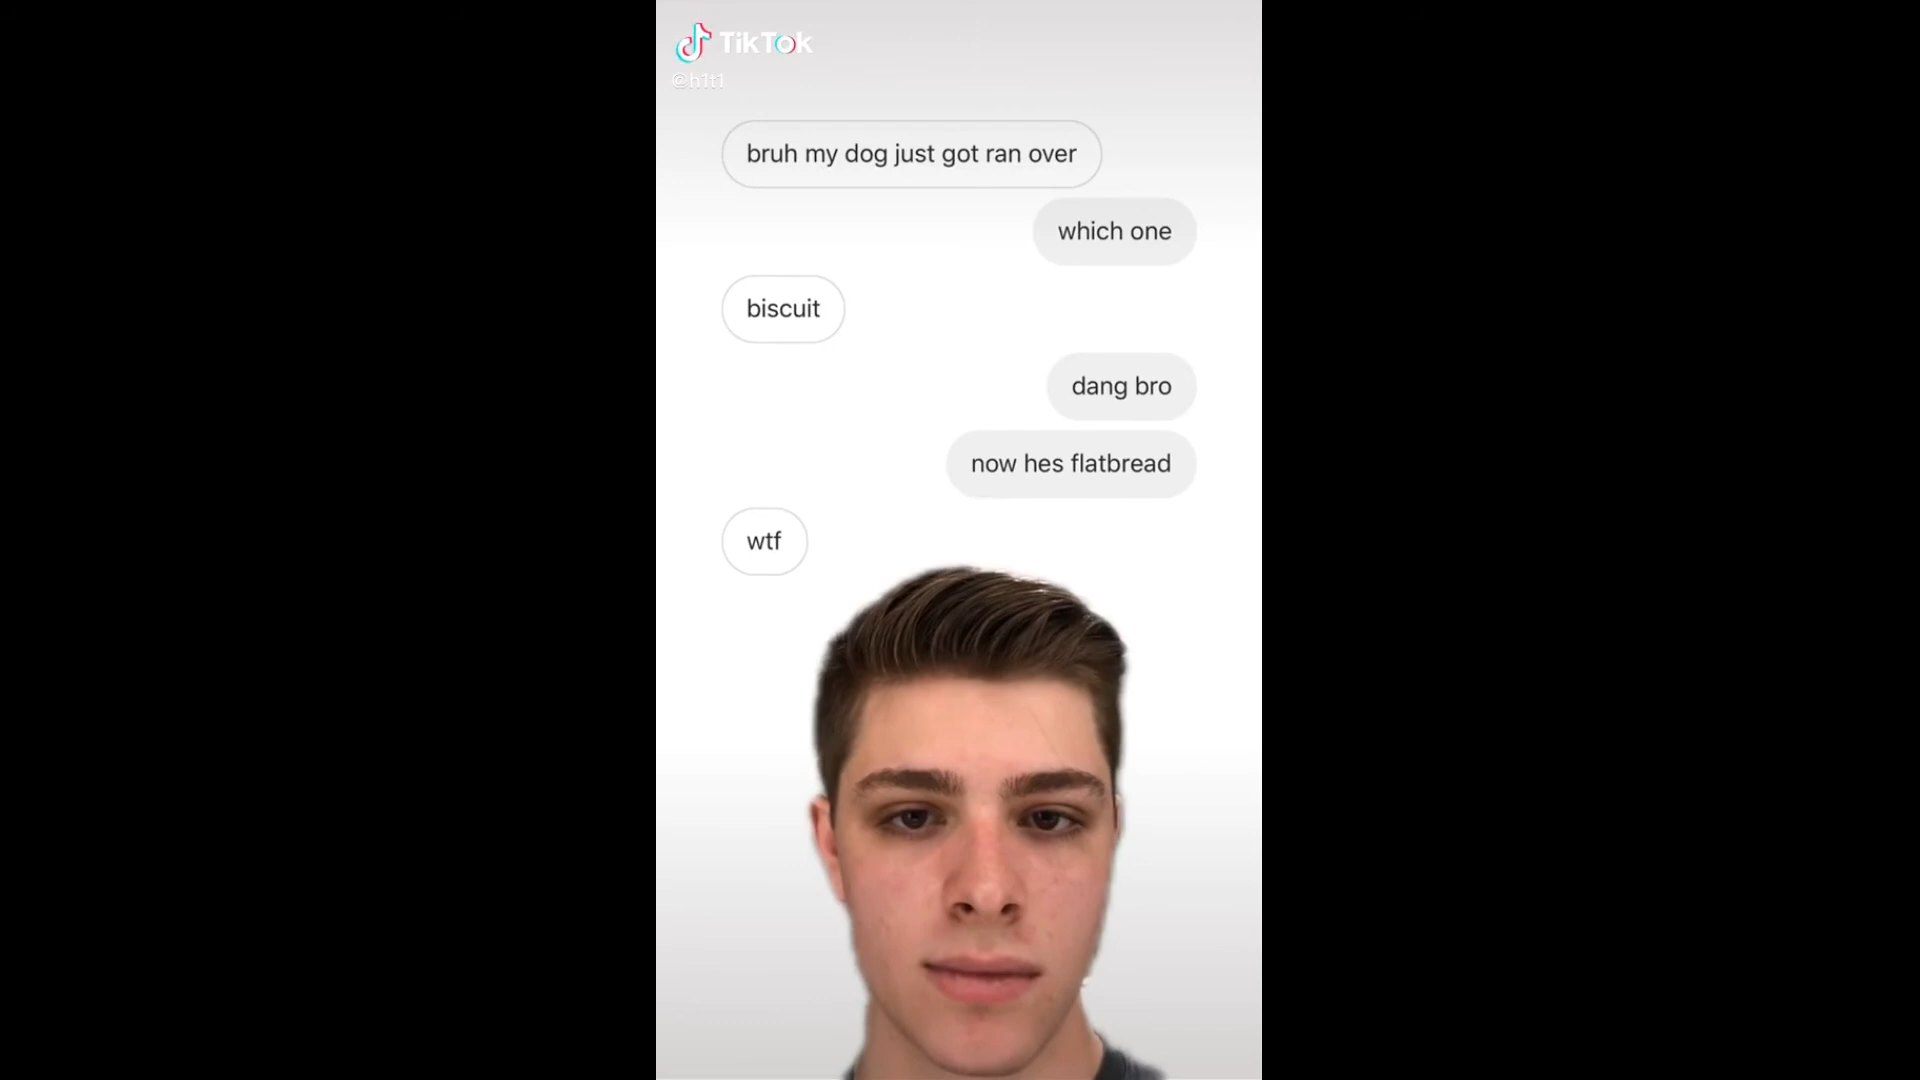 TikTok
@h1t1
bruh my dog just got ran over
which one
biscuit
dang bro
now hes flatbread
wtf